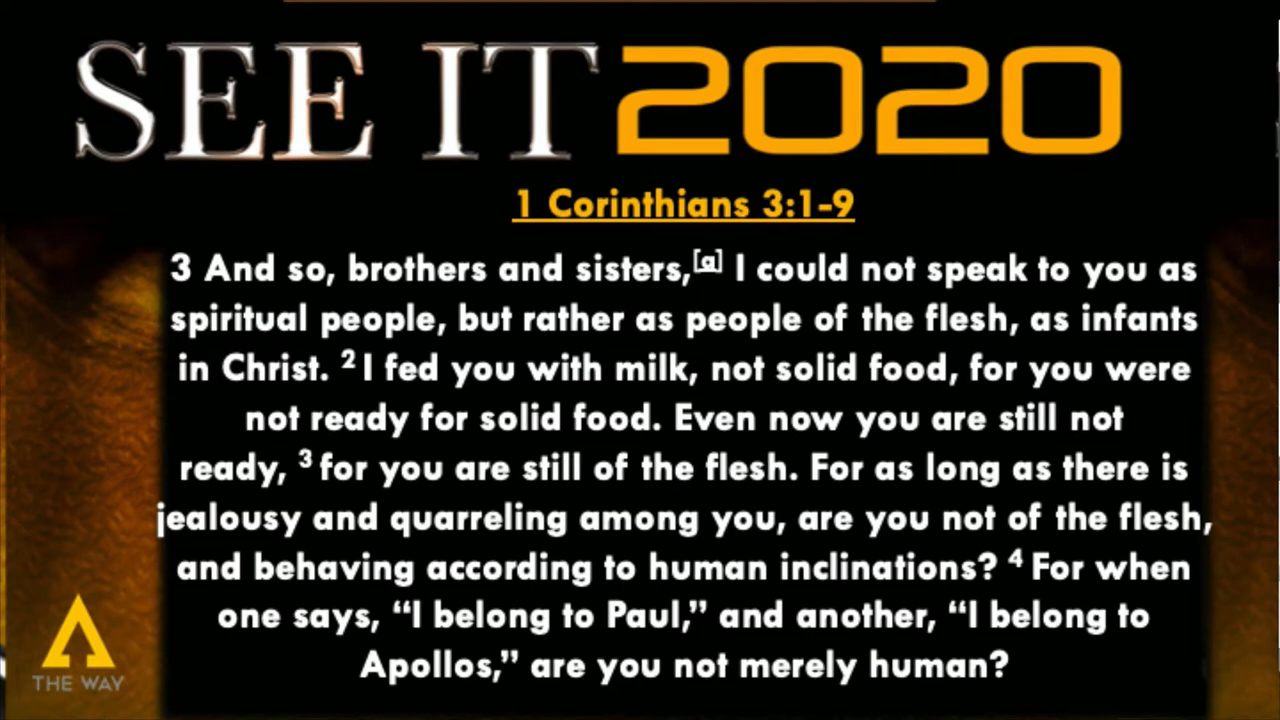 SEE IT 2020
1 Corinthians 3:1-9
3 And so, brothers and sisters,[a] I could not speak to you as
spiritual people, but rather as people of the flesh, as infants
in Christ. 2 I fed you with milk, not solid food, for you were
not ready for solid food. Even now you are still not
ready, 3 for you are still of the flesh. For as long as there is
jealousy and quarreling among you, are you not of the flesh,
and behaving according to human inclinations? 4 For when
one says, “I belong to Paul,” and another, “I belong to
Apollos,” are you not merely human?
THE WAY